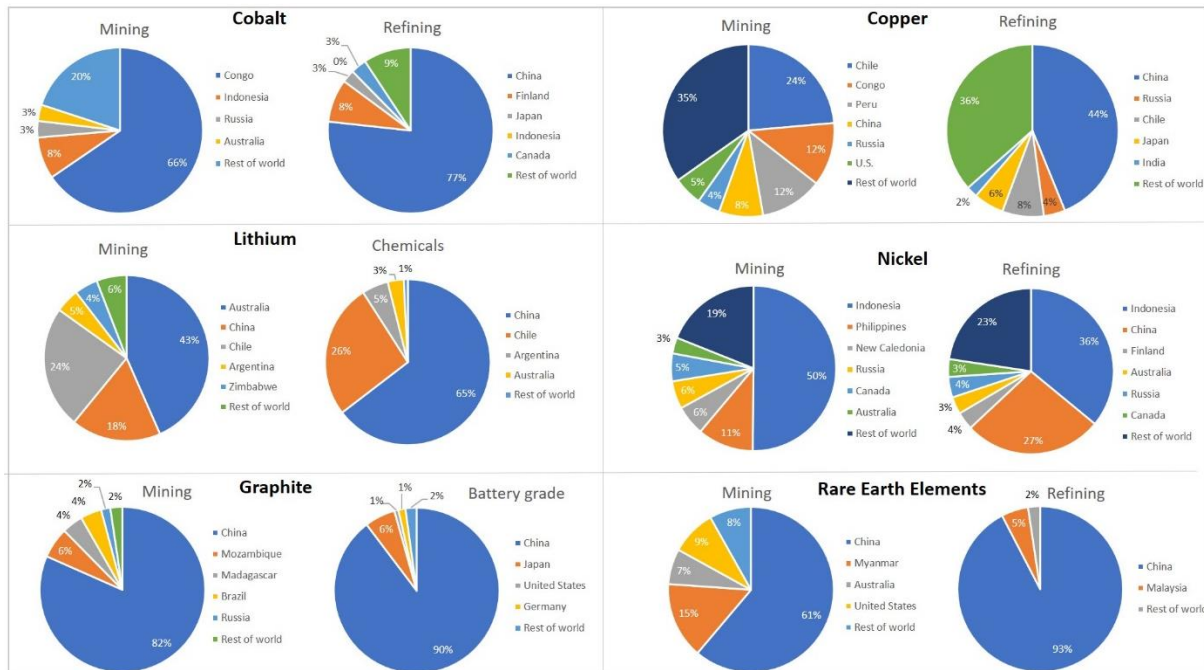 Cobalt
Mining
20%
3%
3%
8%
66%
Congo
Indonesia
Russia
Australia
Rest of world
Refining
3%
0%
3%
9%
8%
77%
China
Finland
Japan
Indonesia
Canada
Rest of world
Copper
Mining
35%
24%
12%
12%
8%
4%
5%
Chile
Congo
Peru
China
Russia
U.S.
Rest of world
Refining
36%
44%
2%
6%
8%
4%
China
Russia
Chile
Japan
India
Rest of world
Lithium
Mining
6%
4%
5%
43%
24%
18%
Australia
China
Chile
Argentina
Zimbabwe
Rest of world
Chemicals
3%
1%
5%
26%
65%
China
Chile
Argentina
Australia
Rest of world
Nickel
Mining
19%
3%
5%
6%
6%
11%
50%
Indonesia
Philippines
New Caledonia
Russia
Canada
Australia
Rest of world
Refining
23%
36%
3%
4%
3%
4%
27%
Indonesia
China
Finland
Australia
Russia
Canada
Rest of world
Graphite
Mining
2%
4%
2%
4%
6%
82%
China
Mozambique
Madagascar
Brazil
Russia
Rest of world
Battery grade
1%
1%
2%
6%
90%
China
Japan
United States
Germany
Rest of world
Rare Earth Elements
Mining
8%
9%
7%
15%
61%
China
Myanmar
Australia
United States
Rest of world
Refining
2%
5%
93%
China
Malaysia
Rest of world